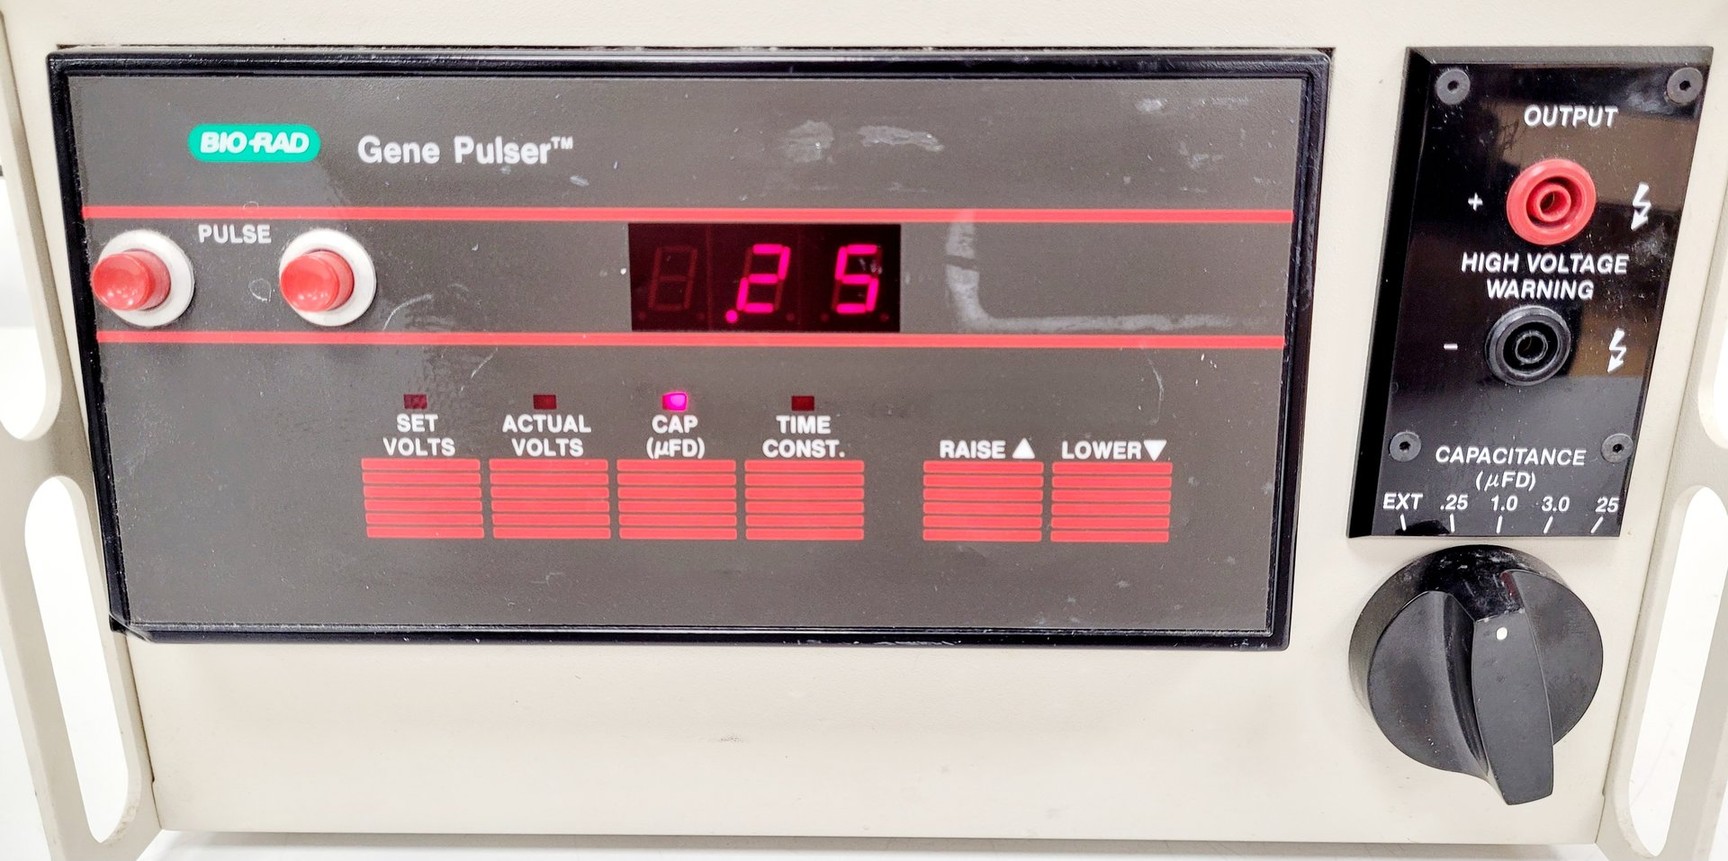 BIO-RAD Gene Pulser™
PULSE
.25
SET
VOLTS
ACTUAL
VOLTS
CAP
(μFD)
TIME
CONST.
RAISE ▲
LOWER ▼
OUTPUT
+
HIGH VOLTAGE
WARNING
-
CAPACITANCE
(μFD)
EXT .25 1.0 3.0 25